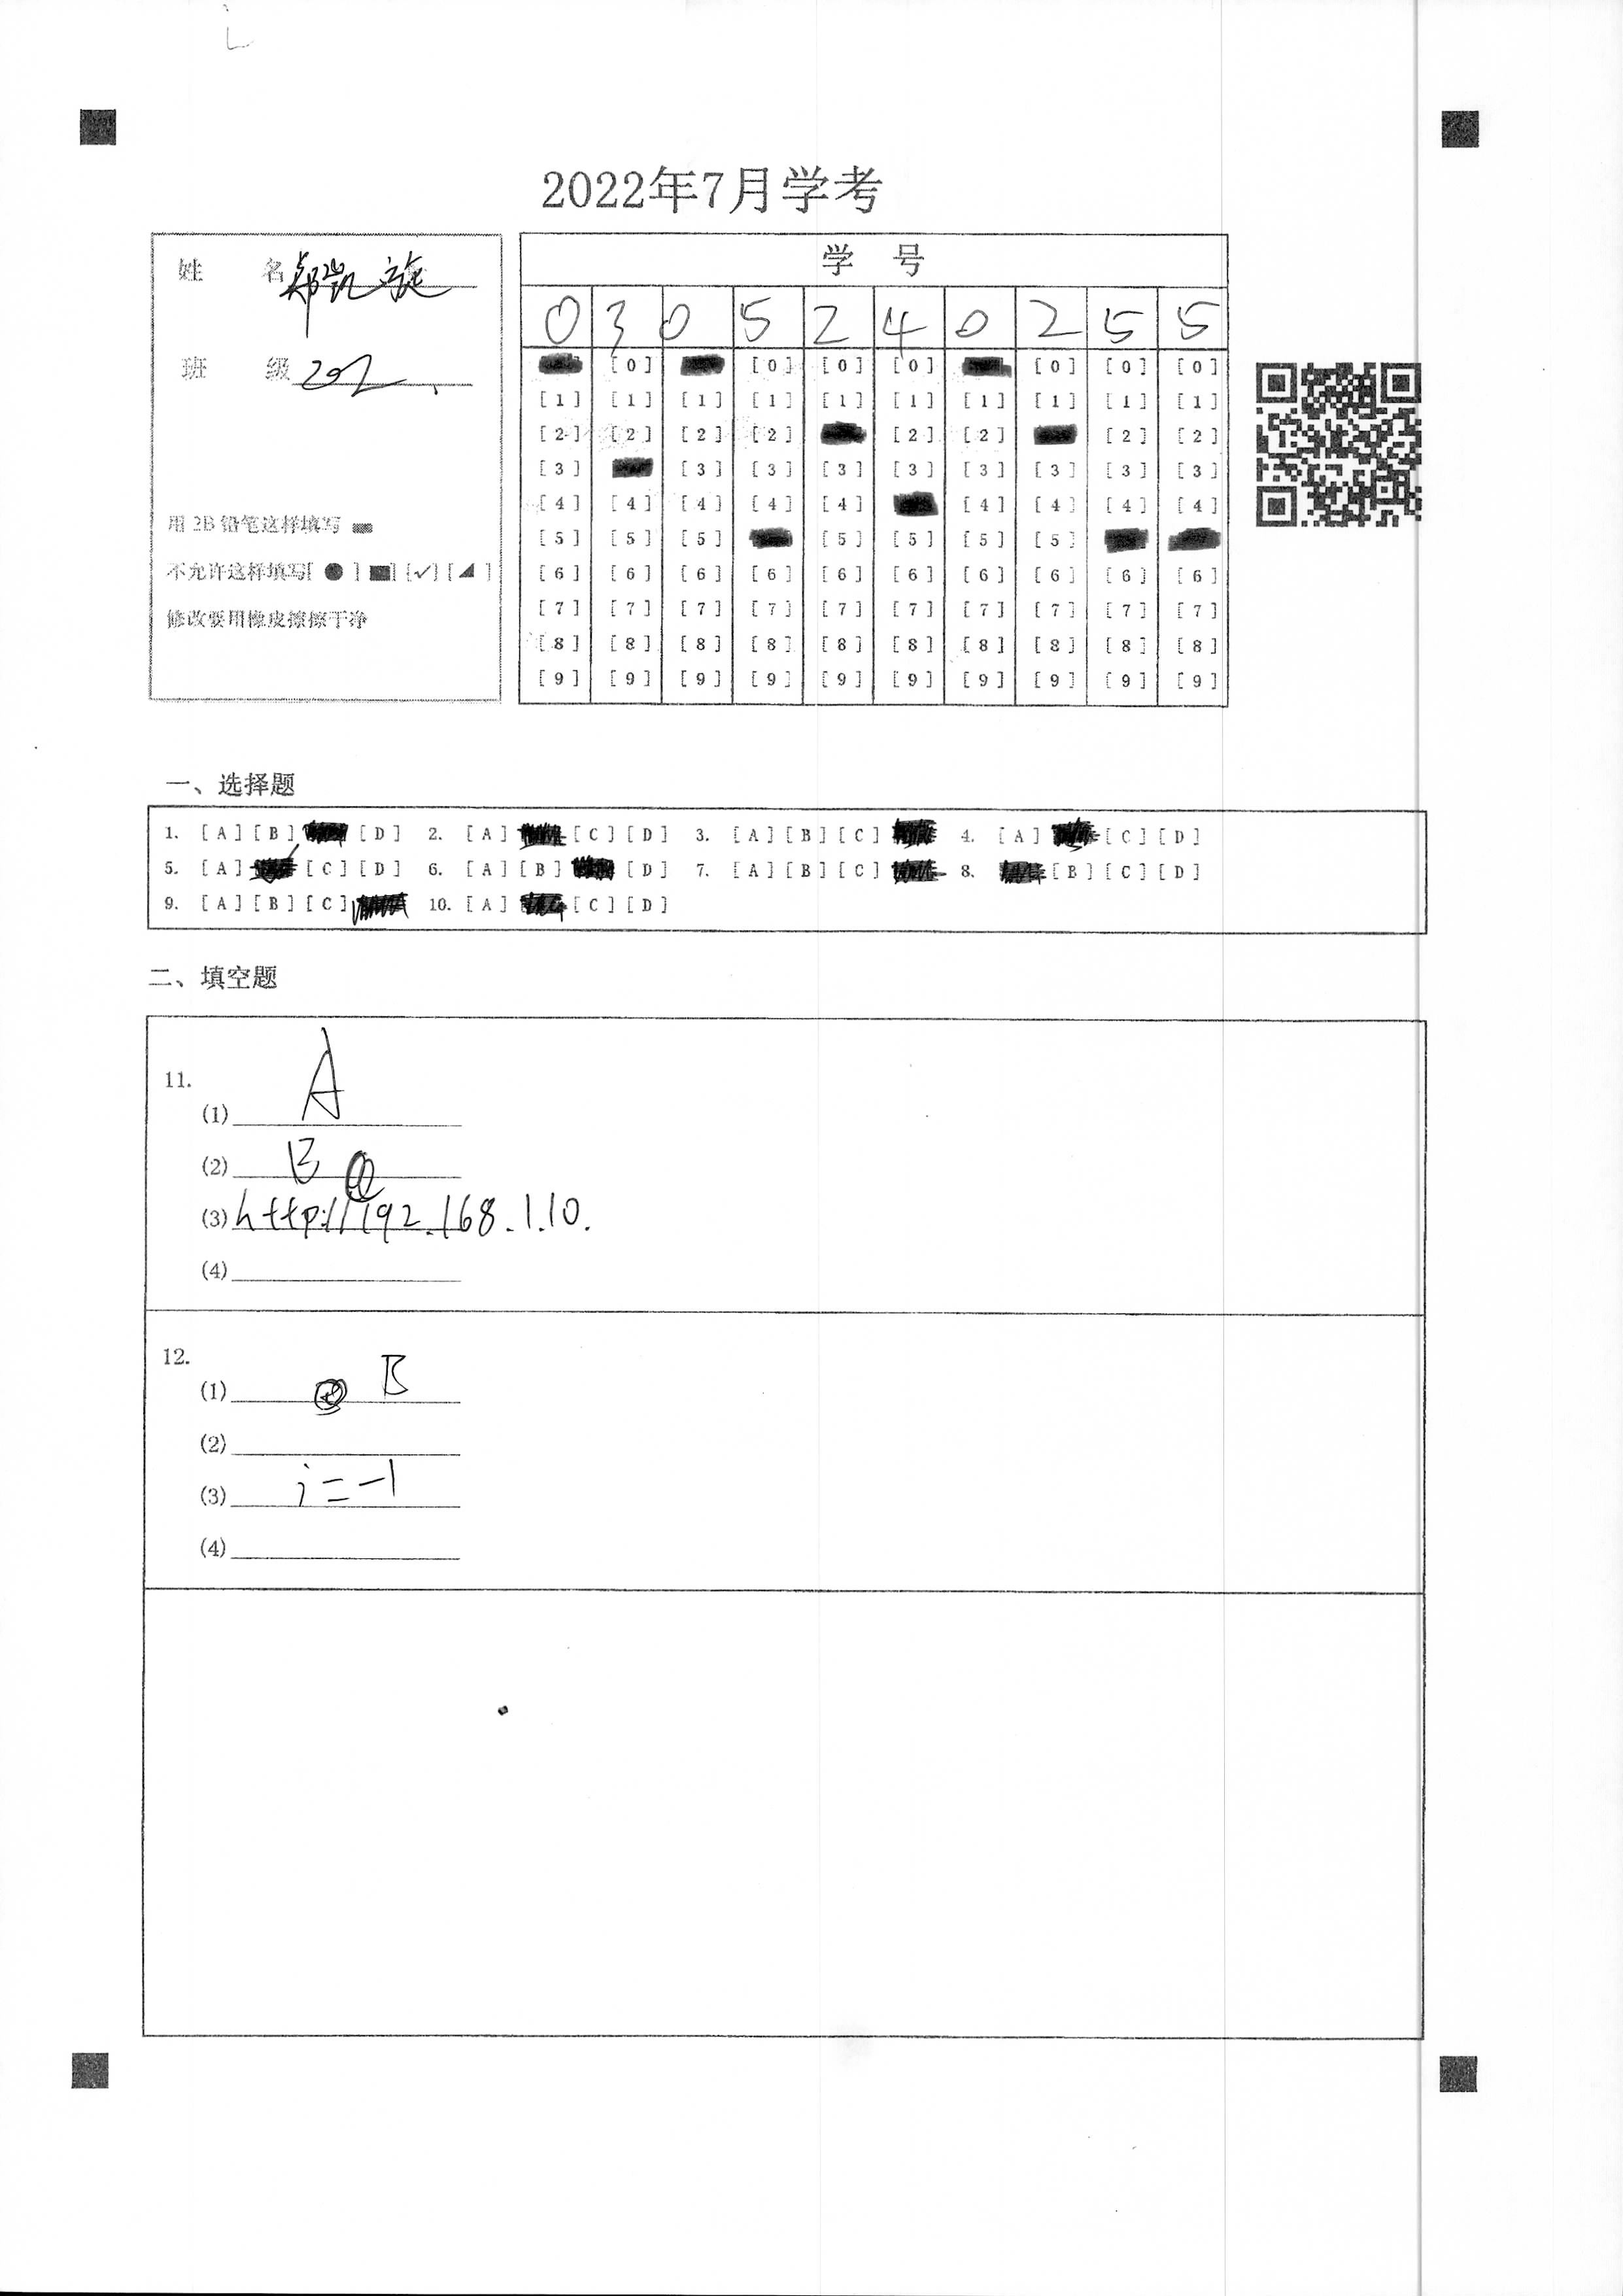 2022年7月学考
姓 名 郑凯旋
班 级 202
用 2B 铅笔这样填写
不允许这样填写[ ● ] [■] [✓] [◢]
修改要用橡皮擦擦干净
学 号
0 3 0 5 2 4 0 2 5 5
[0] [0] [0] [0] [0] [0] [0]
[1] [1] [1] [1] [1] [1] [1] [1] [1] [1]
[2] [2] [2] [2] [2] [2] [2] [2]
[3] [3] [3] [3] [3] [3] [3] [3] [3]
[4] [4] [4] [4] [4] [4] [4] [4] [4]
[5] [5] [5] [5] [5] [5] [5]
[6] [6] [6] [6] [6] [6] [6] [6] [6] [6]
[7] [7] [7] [7] [7] [7] [7] [7] [7] [7]
[8] [8] [8] [8] [8] [8] [8] [8] [8] [8]
[9] [9] [9] [9] [9] [9] [9] [9] [9] [9]
一、选择题
1. [A] [B] [D] 2. [A] [C] [D] 3. [A] [B] [C] 4. [A] [C] [D]
5. [A] [C] [D] 6. [A] [B] [D] 7. [A] [B] [C] 8. [B] [C] [D]
9. [A] [B] [C] 10. [A] [C] [D]
二、填空题
11.
(1) A
(2) B
(3) http://192.168.1.10.
(4)
12.
(1) B
(2)
(3) i=-1
(4)